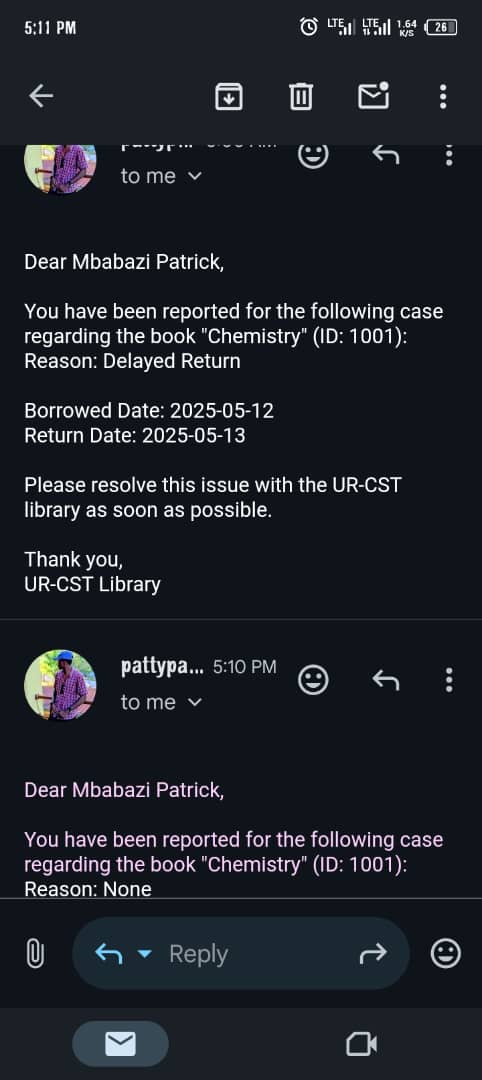 5:11 PM
LTE LTE 1.64 K/S 26
to me
Dear Mbabazi Patrick,
You have been reported for the following case
regarding the book "Chemistry" (ID: 1001):
Reason: Delayed Return
Borrowed Date: 2025-05-12
Return Date: 2025-05-13
Please resolve this issue with the UR-CST
library as soon as possible.
Thank you,
UR-CST Library
pattypa... 5:10 PM
to me
Dear Mbabazi Patrick,
You have been reported for the following case
regarding the book "Chemistry" (ID: 1001):
Reason: None
Reply